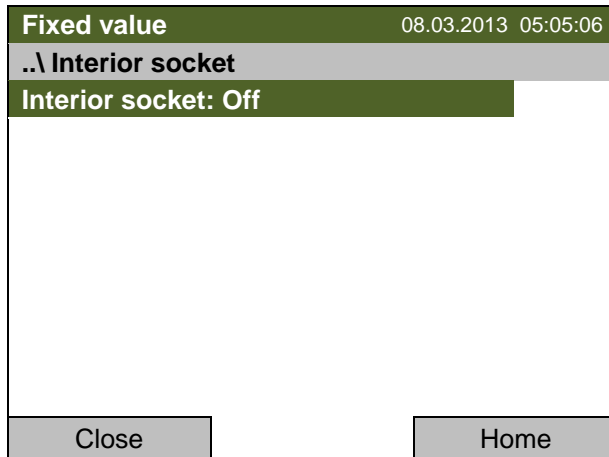 Fixed value 08.03.2013 05:05:06
..\ Interior socket
Interior socket: Off
Close Home